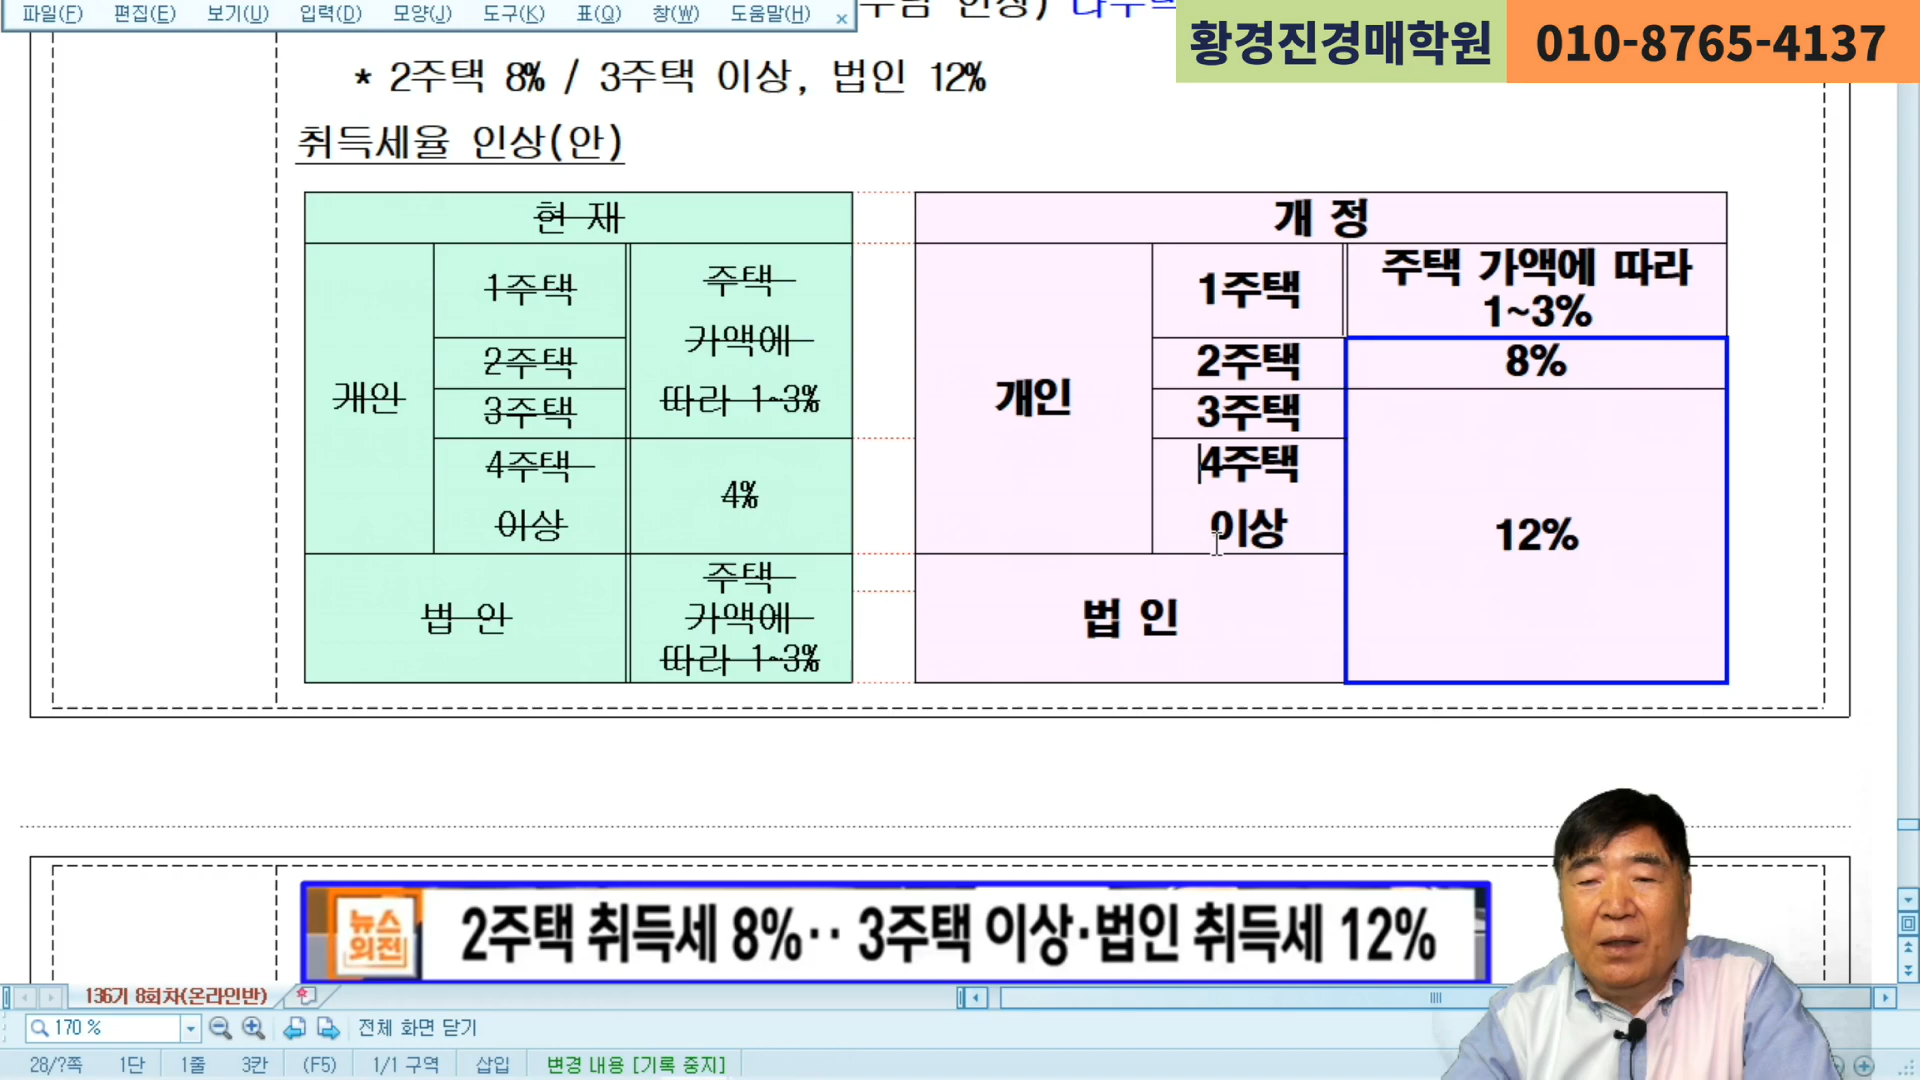 파일(F) 편집(E) 보기(U) 입력(D) 모양(J) 도구(K) 표(Q) 창(W) 도움말(H) x
황경진경매학원 010-8765-4137
* 2주택 8% / 3주택 이상, 법인 12%
취득세율 인상(안)
현 재
개인
1주택
2주택
3주택
4주택
이상
주택
가액에
따라 1~3%
4%
법 인
주택
가액에
따라 1~3%
개 정
개인
1주택
주택 가액에 따라
1~3%
2주택
8%
3주택
4주택
이상
12%
법 인
뉴스
외전
2주택 취득세 8%‥ 3주택 이상·법인 취득세 12%
136기 8회차(온라인반)
170 % 전체 화면 닫기
28/?쪽 1단 1줄 3칸 (F5) 1/1 구역 삽입 변경 내용 [기록 중지]